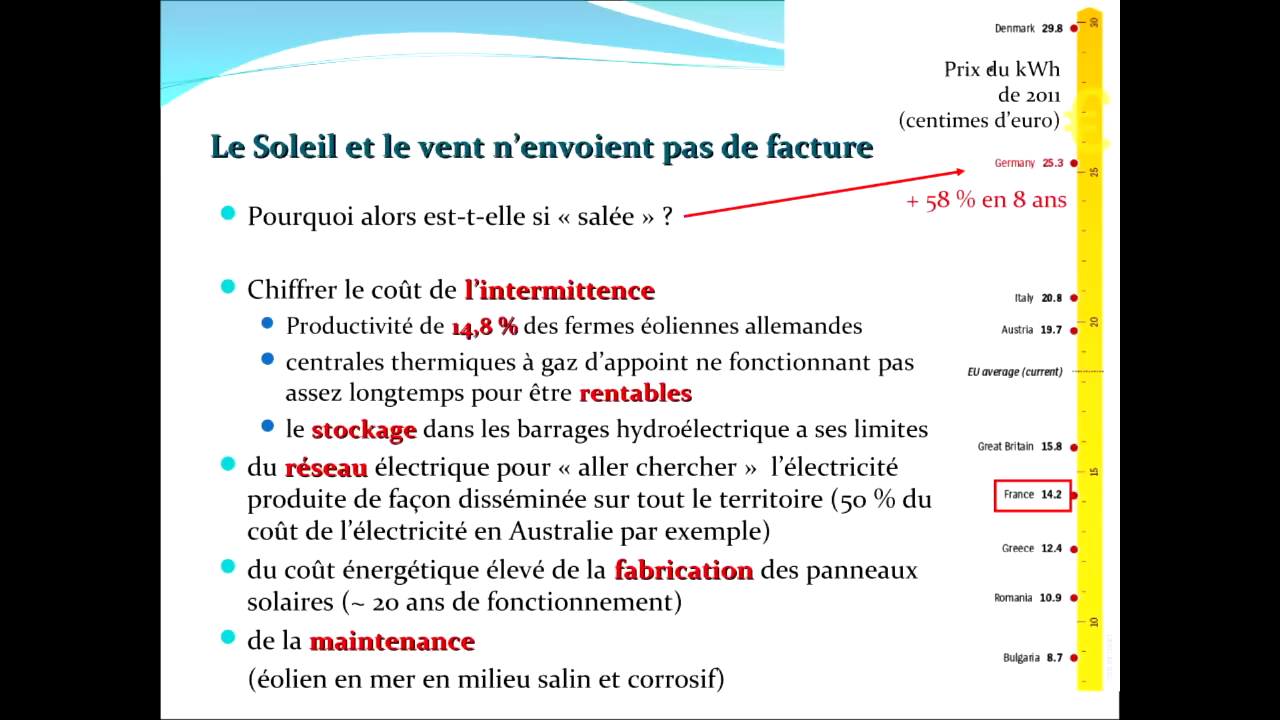 Le Soleil et le vent n'envoient pas de facture
Pourquoi alors est-t-elle si « salée » ?
Chiffrer le coût de l'intermittence
Productivité de 14,8 % des fermes éoliennes allemandes
centrales thermiques à gaz d'appoint ne fonctionnant pas
assez longtemps pour être rentables
le stockage dans les barrages hydroélectrique a ses limites
du réseau électrique pour « aller chercher » l'électricité
produite de façon disséminée sur tout le territoire (50 % du
coût de l'électricité en Australie par exemple)
du coût énergétique élevé de la fabrication des panneaux
solaires (~ 20 ans de fonctionnement)
de la maintenance
(éolien en mer en milieu salin et corrosif)
Denmark 29.8
Prix du kWh
de 2011
(centimes d'euro)
Germany 25.3
+ 58 % en 8 ans
Italy 20.8
Austria 19.7
EU average (current)
Great Britain 15.8
France 14.2
Greece 12.4
Romania 10.9
Bulgaria 8.7
30
25
20
15
10